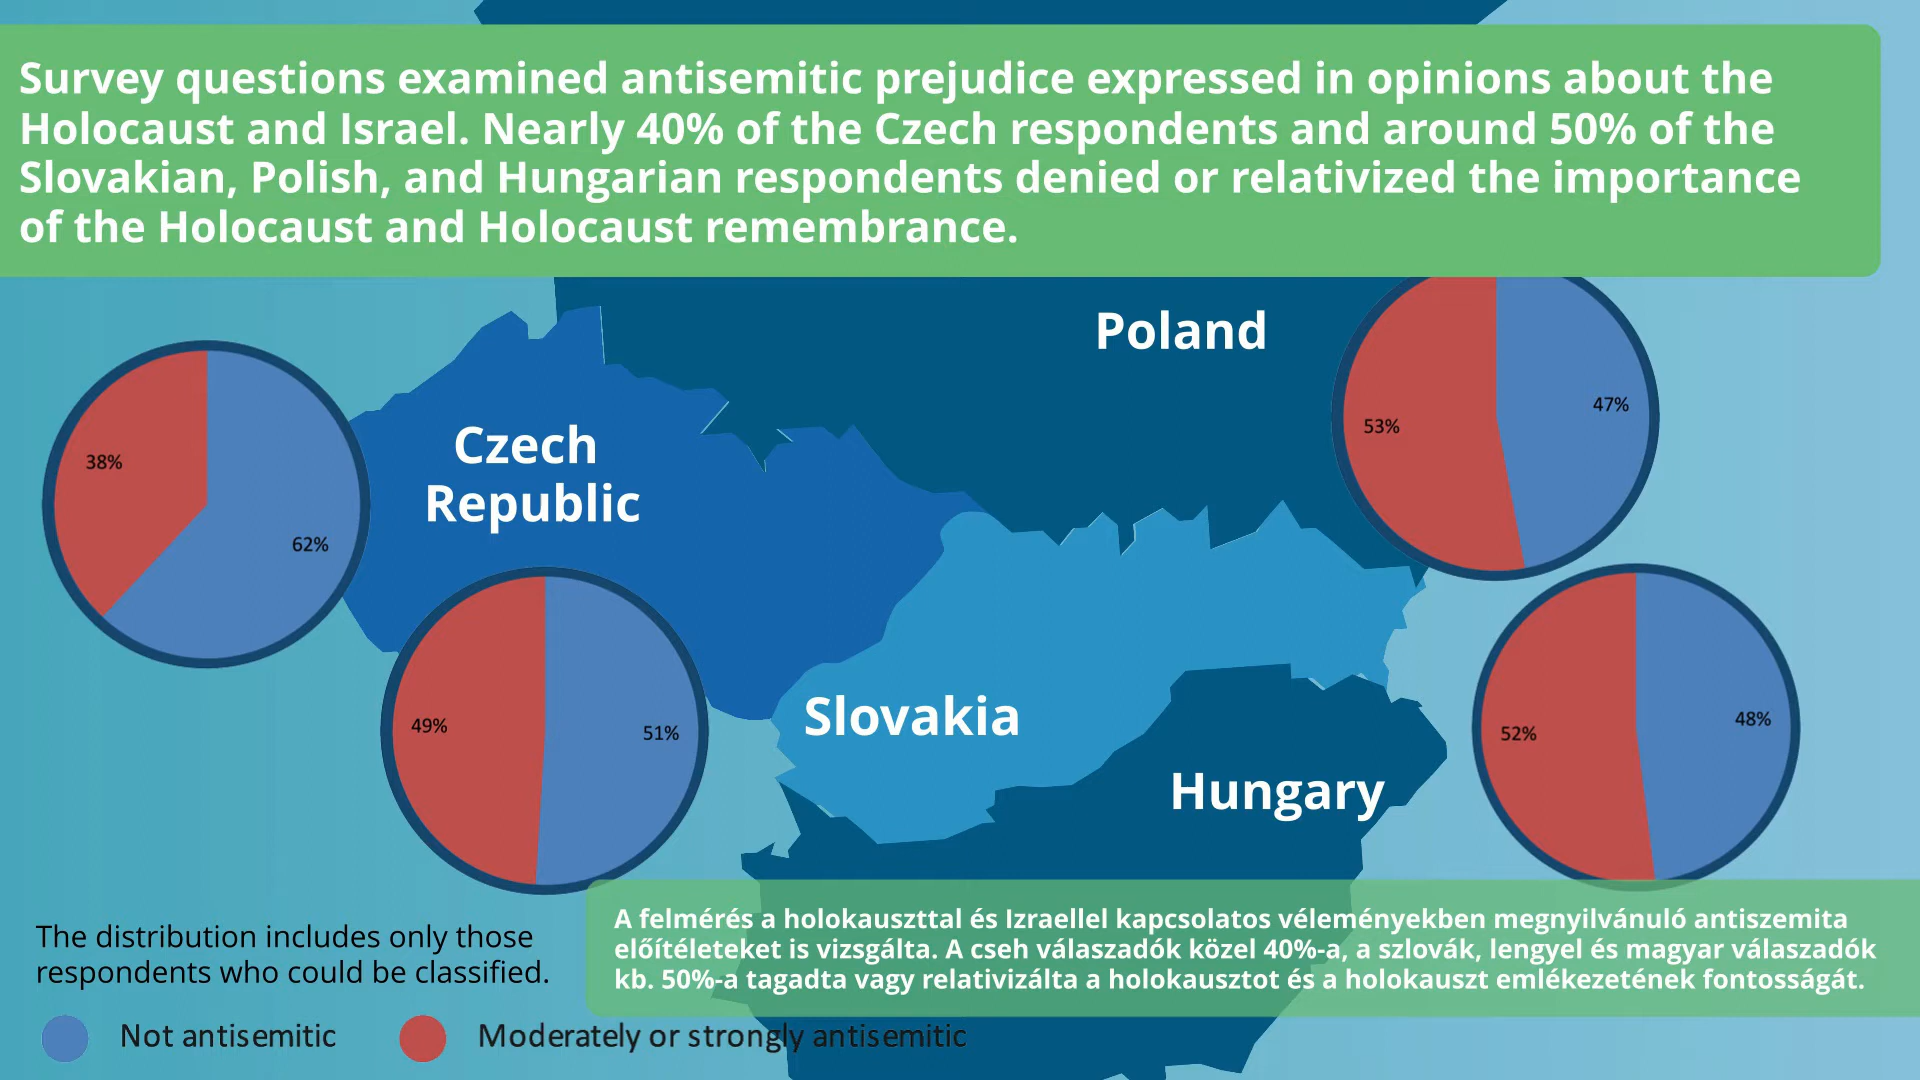 Survey questions examined antisemitic prejudice expressed in opinions about the
Holocaust and Israel. Nearly 40% of the Czech respondents and around 50% of the
Slovakian, Polish, and Hungarian respondents denied or relativized the importance
of the Holocaust and Holocaust remembrance.
Poland
47%
53%
Czech
Republic
38%
62%
49%
51%
Slovakia
Hungary
52%
48%
A felmérés a holokauszttal és Izraellel kapcsolatos véleményekben megnyilvánuló antiszemita
előítéleteket is vizsgálta. A cseh válaszadók közel 40%-a, a szlovák, lengyel és magyar válaszadók
kb. 50%-a tagadta vagy relativizálta a holokausztot és a holokauszt emlékezetének fontosságát.
The distribution includes only those
respondents who could be classified.
Not antisemitic
Moderately or strongly antisemitic